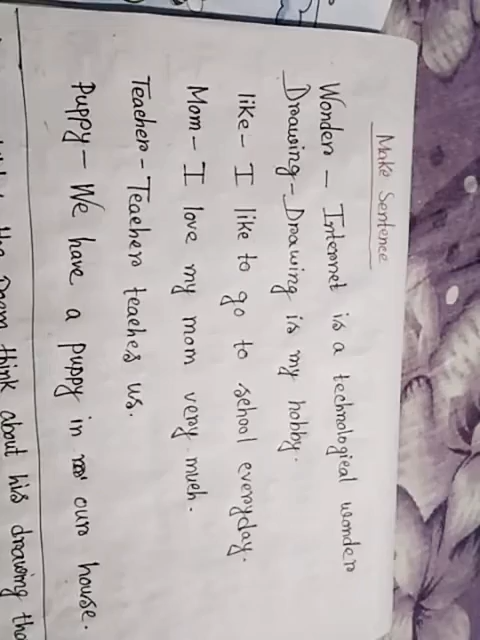 Make Sentence
Wonder - Internet is a technological wonder
Drawing - Drawing is my hobby.
like - I like to go to school everyday.
Mom - I love my mom very much.
Teacher - Teacher teaches us.
Puppy - We have a puppy in our house.
the poem think about his drawing tha